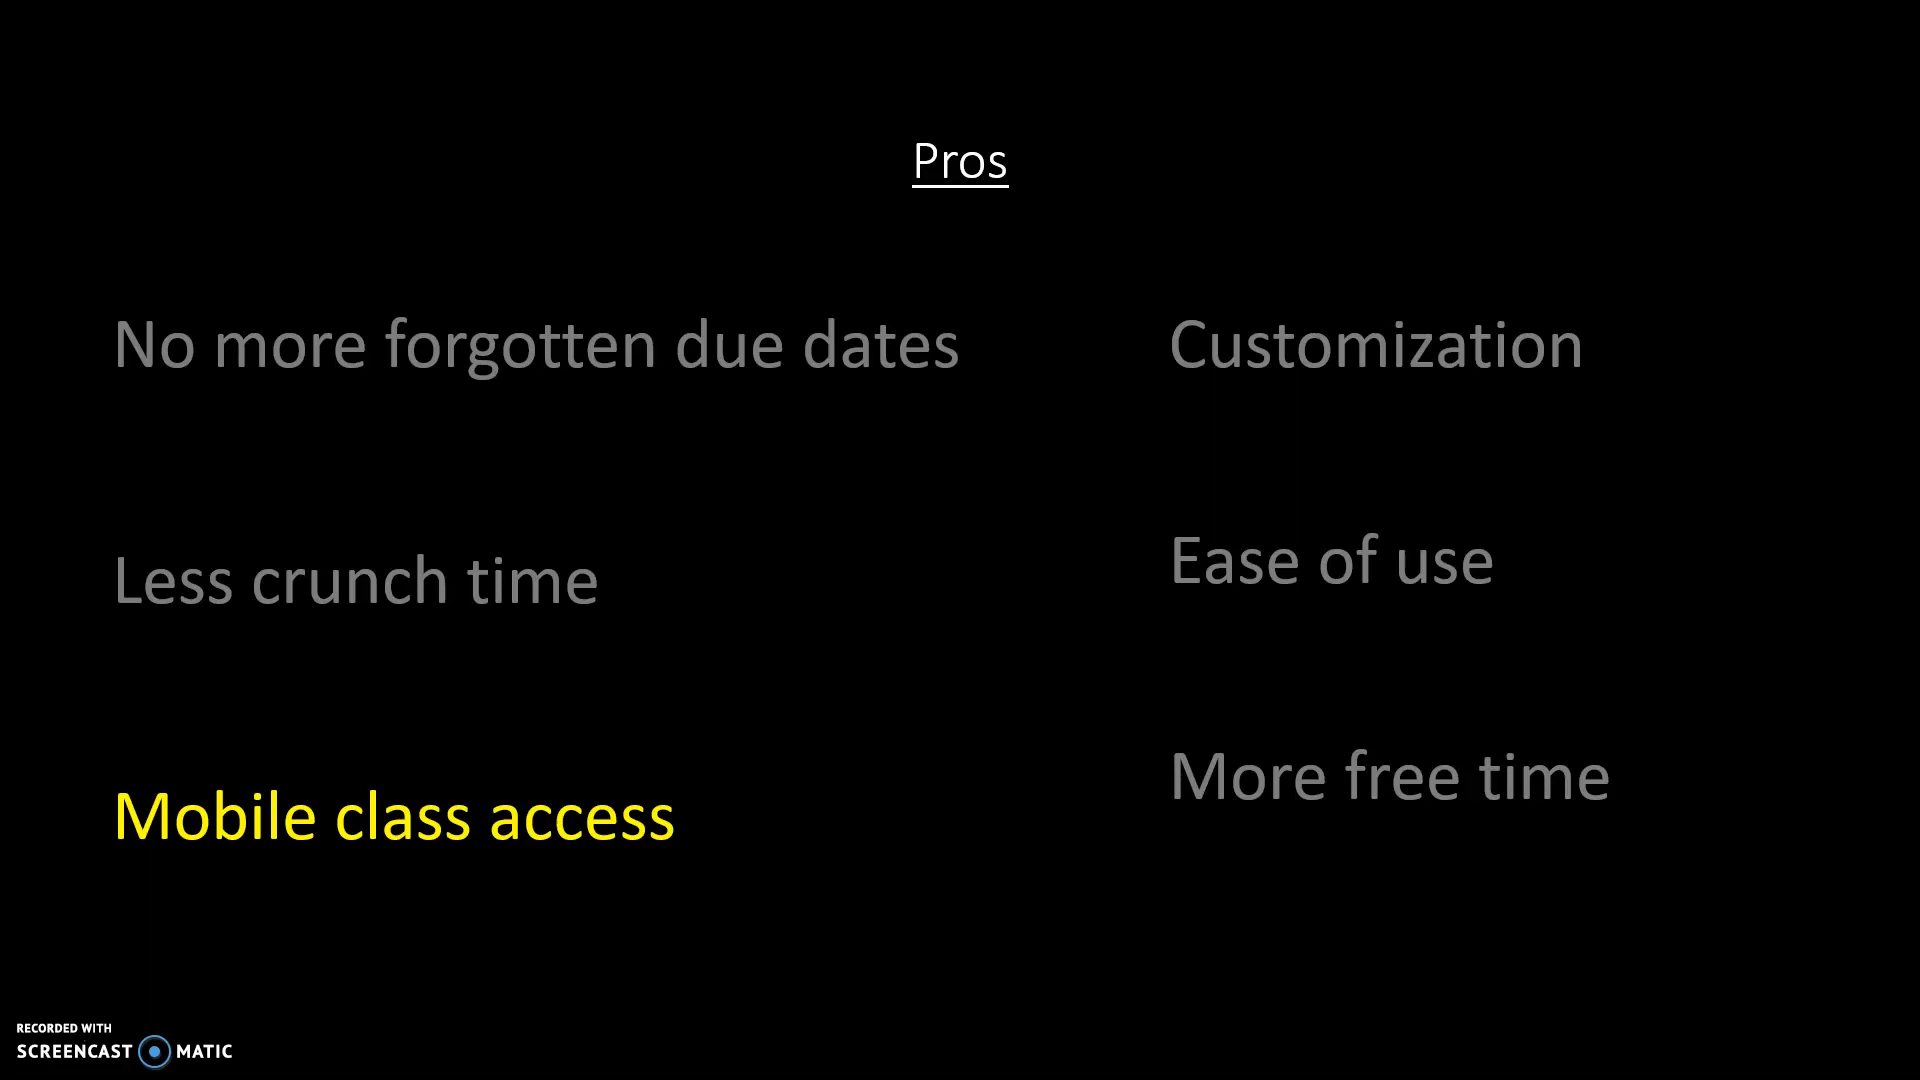 Pros
No more forgotten due dates
Less crunch time
Mobile class access
Customization
Ease of use
More free time
RECORDED WITH
SCREENCAST MATIC